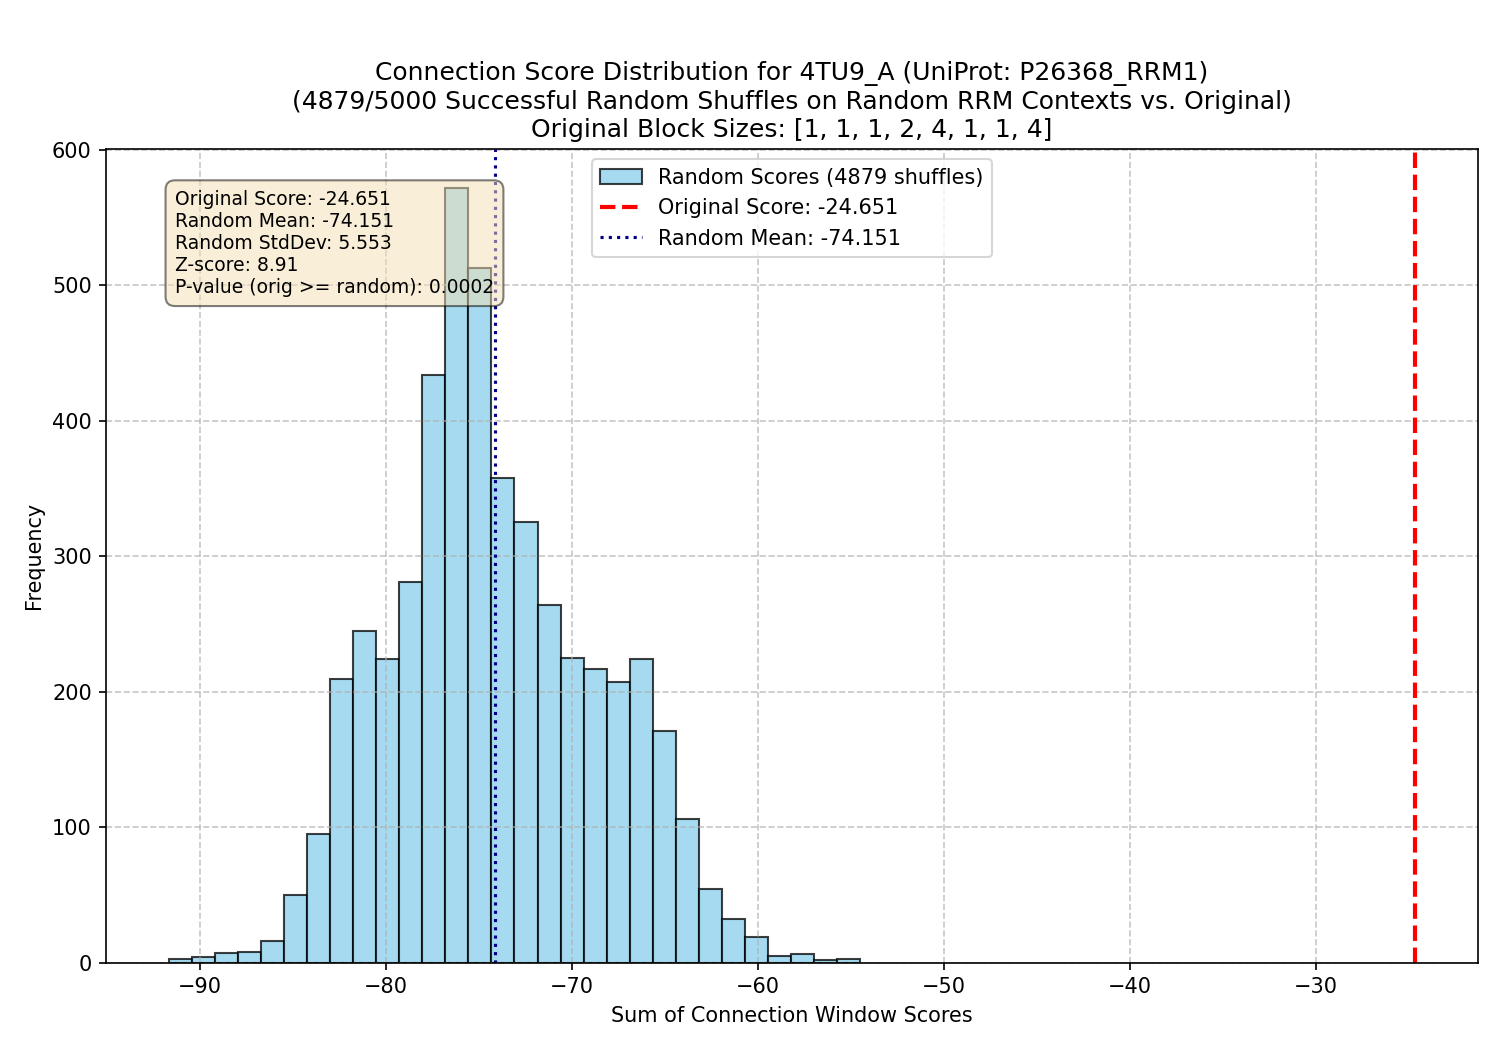 Connection Score Distribution for 4TU9_A (UniProt: P26368_RRM1)
(4879/5000 Successful Random Shuffles on Random RRM Contexts vs. Original)
Original Block Sizes: [1, 1, 1, 2, 4, 1, 1, 4]
Original Score: -24.651
Random Mean: -74.151
Random StdDev: 5.553
Z-score: 8.91
P-value (orig >= random): 0.0002
Random Scores (4879 shuffles)
Original Score: -24.651
Random Mean: -74.151
600
500
400
300
200
100
0
Frequency
−90 −80 −70 −60 −50 −40 −30
Sum of Connection Window Scores